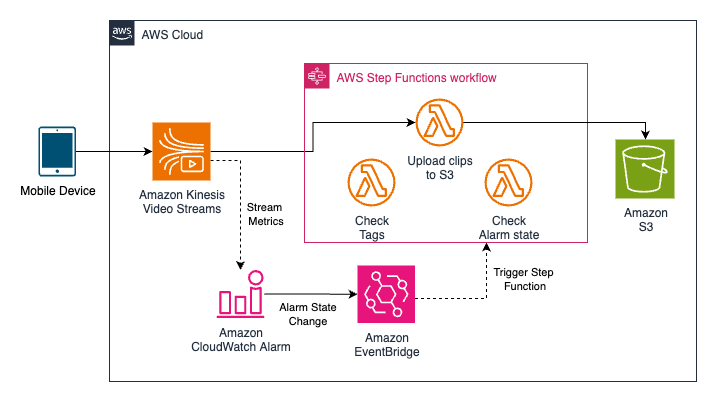 aws
AWS Cloud
AWS Step Functions workflow
Upload clips
to S3
Mobile Device
Amazon Kinesis
Video Streams
Check
Tags
Check
Alarm state
Amazon
S3
Stream
Metrics
Trigger Step
Function
Alarm State
Change
Amazon
CloudWatch Alarm
Amazon
EventBridge